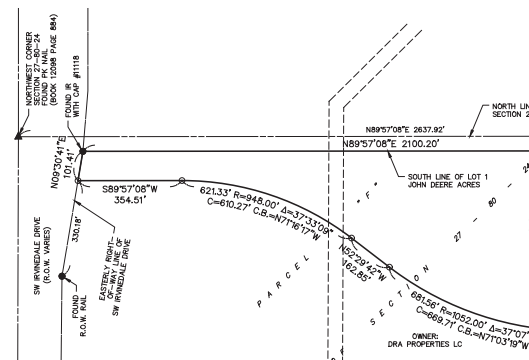 NORTHWEST CORNER
SECTION 27-80-24
FOUND PK NAIL
(BOOK 12098 PAGE 884)
FOUND IR
WITH CAP #11118
NORTH LIN
SECTION 2
N89°57'08"E 2637.92'
N89°57'08"E 2100.20'
SOUTH LINE OF LOT 1
JOHN DEERE ACRES
N09°30'41"E
101.41'
S89°57'08"W
354.51'
621.33' R=948.00' Δ=37°33'09"
C=610.27' C.B.=N71°16'17"W
330.18'
SW IRVINEDALE DRIVE
(R.O.W. VARIES)
EASTERLY RIGHT-
OF-WAY LINE OF
SW IRVINEDALE DRIVE
FOUND
R.O.W. RAIL
N52°29'42"W
162.85'
PARCEL "F"
SECTION 27 - 80 -
681.56' R=1052.00' Δ=37°07'
C=669.71' C.B.=N71°03'19"W
OWNER:
DRA PROPERTIES LC